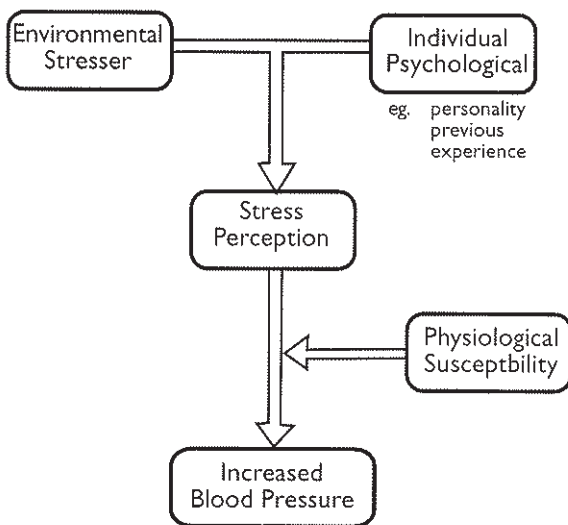 Environmental
Stresser
Individual
Psychological
eg. personality
previous
experience
Stress
Perception
Physiological
Susceptbility
Increased
Blood Pressure